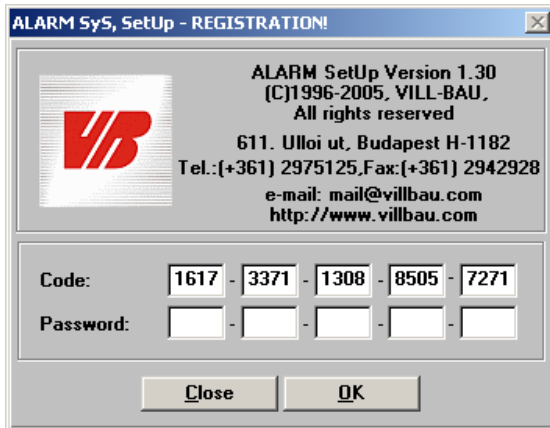 ALARM SyS, SetUp - REGISTRATION!
ALARM SetUp Version 1.30
(C)1996-2005, VILL-BAU,
All rights reserved
611. Ulloi ut, Budapest H-1182
Tel.:(+361) 2975125,Fax:(+361) 2942928
e-mail: mail@villbau.com
http://www.villbau.com
VB
Code: 1617 - 3371 - 1308 - 8505 - 7271
Password: - - - -
Close OK